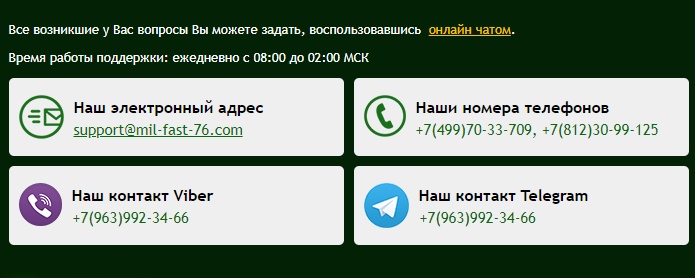 Все возникшие у Вас вопросы Вы можете задать, воспользовавшись онлайн чатом.
Время работы поддержки: ежедневно с 08:00 до 02:00 МСК
Наш электронный адрес
support@mil-fast-76.com
Наши номера телефонов
+7(499)70-33-709, +7(812)30-99-125
Наш контакт Viber
+7(963)992-34-66
Наш контакт Telegram
+7(963)992-34-66